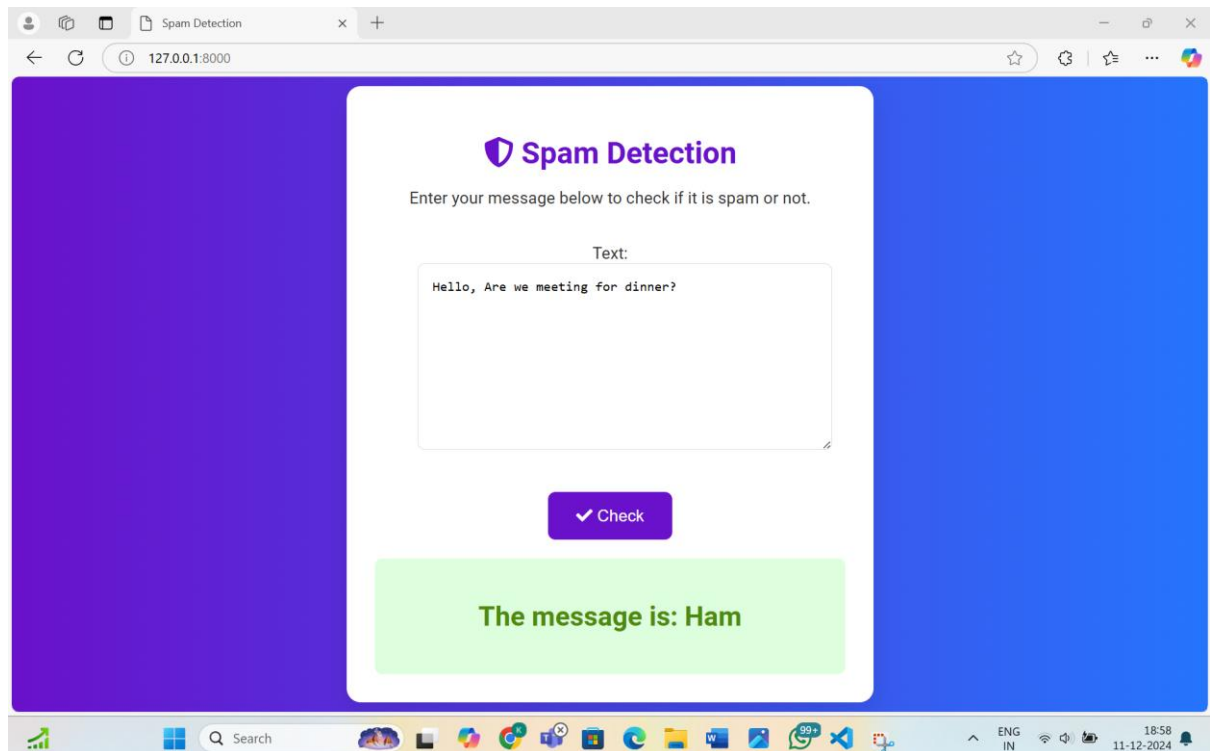 Spam Detection
127.0.0.1:8000
Spam Detection
Enter your message below to check if it is spam or not.
Text:
Hello, Are we meeting for dinner?
Check
The message is: Ham
Search
99+
ENG
IN
18:58
11-12-2024